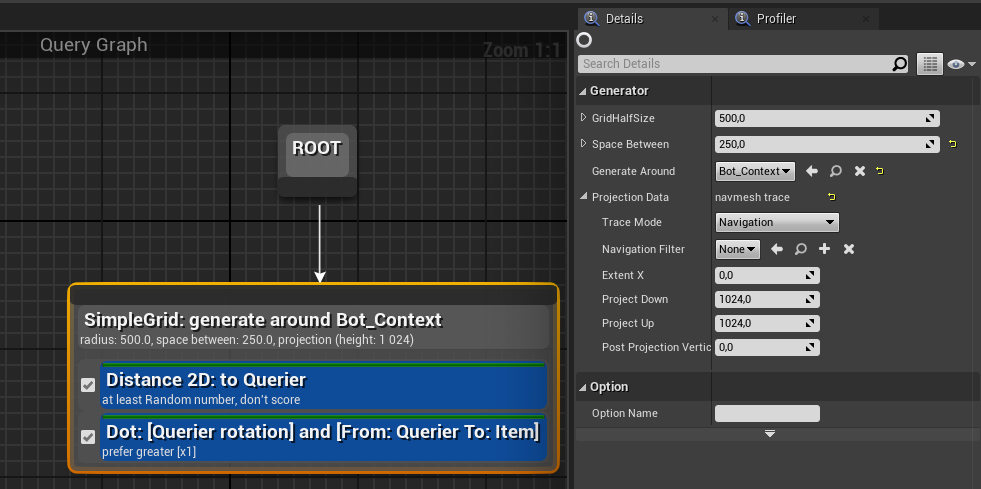 Query Graph
Zoom 1:1
ROOT
SimpleGrid: generate around Bot_Context
radius: 500.0, space between: 250.0, projection (height: 1 024)
Distance 2D: to Querier
at least Random number, don't score
Dot: [Querier rotation] and [From: Querier To: Item]
prefer greater [x1]
Details
Profiler
Search Details
Generator
GridHalfSize 500,0
Space Between 250,0
Generate Around Bot_Context
Projection Data navmesh trace
Trace Mode Navigation
Navigation Filter None
Extent X 0,0
Project Down 1024,0
Project Up 1024,0
Post Projection Vertic 0,0
Option
Option Name